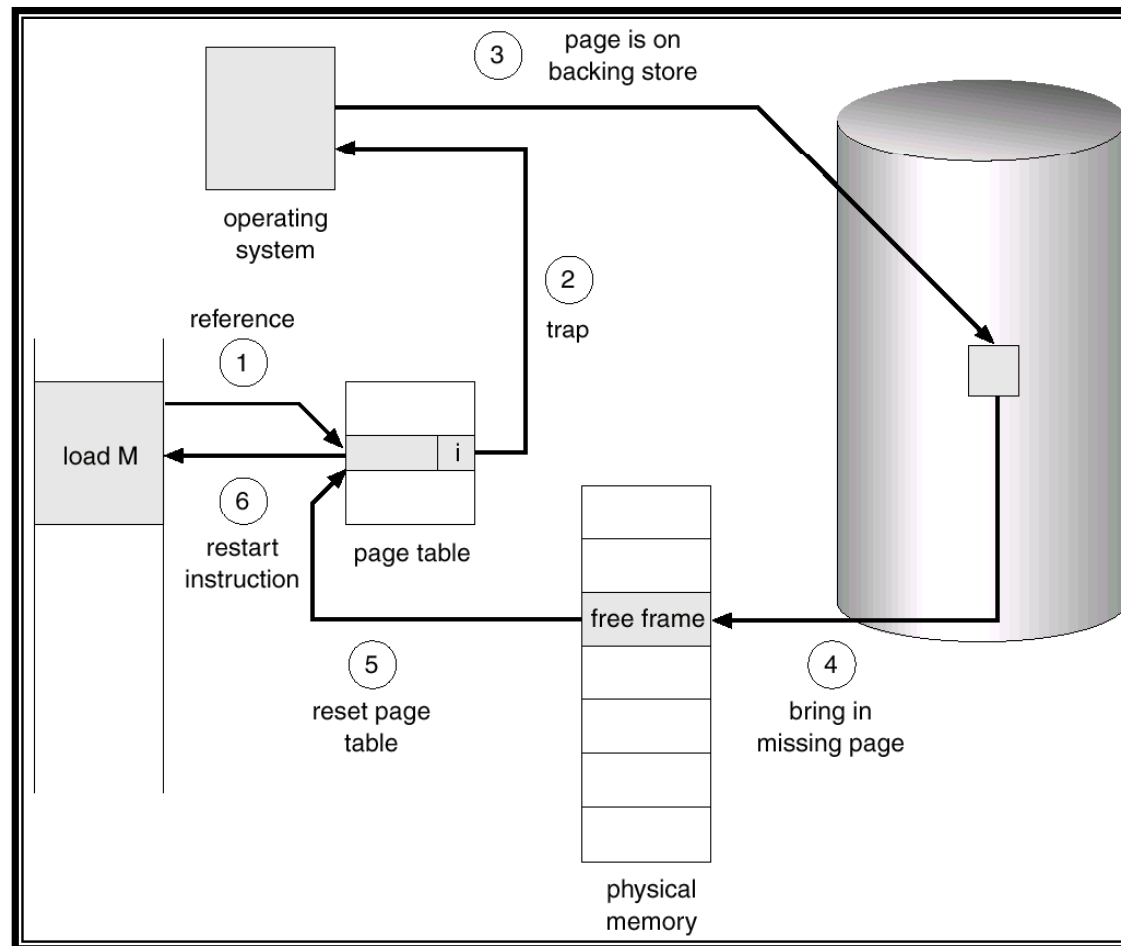 3
page is on
backing store
operating
system
2
trap
reference
1
load M
i
6
restart
instruction
page table
free frame
5
reset page
table
4
bring in
missing page
physical
memory